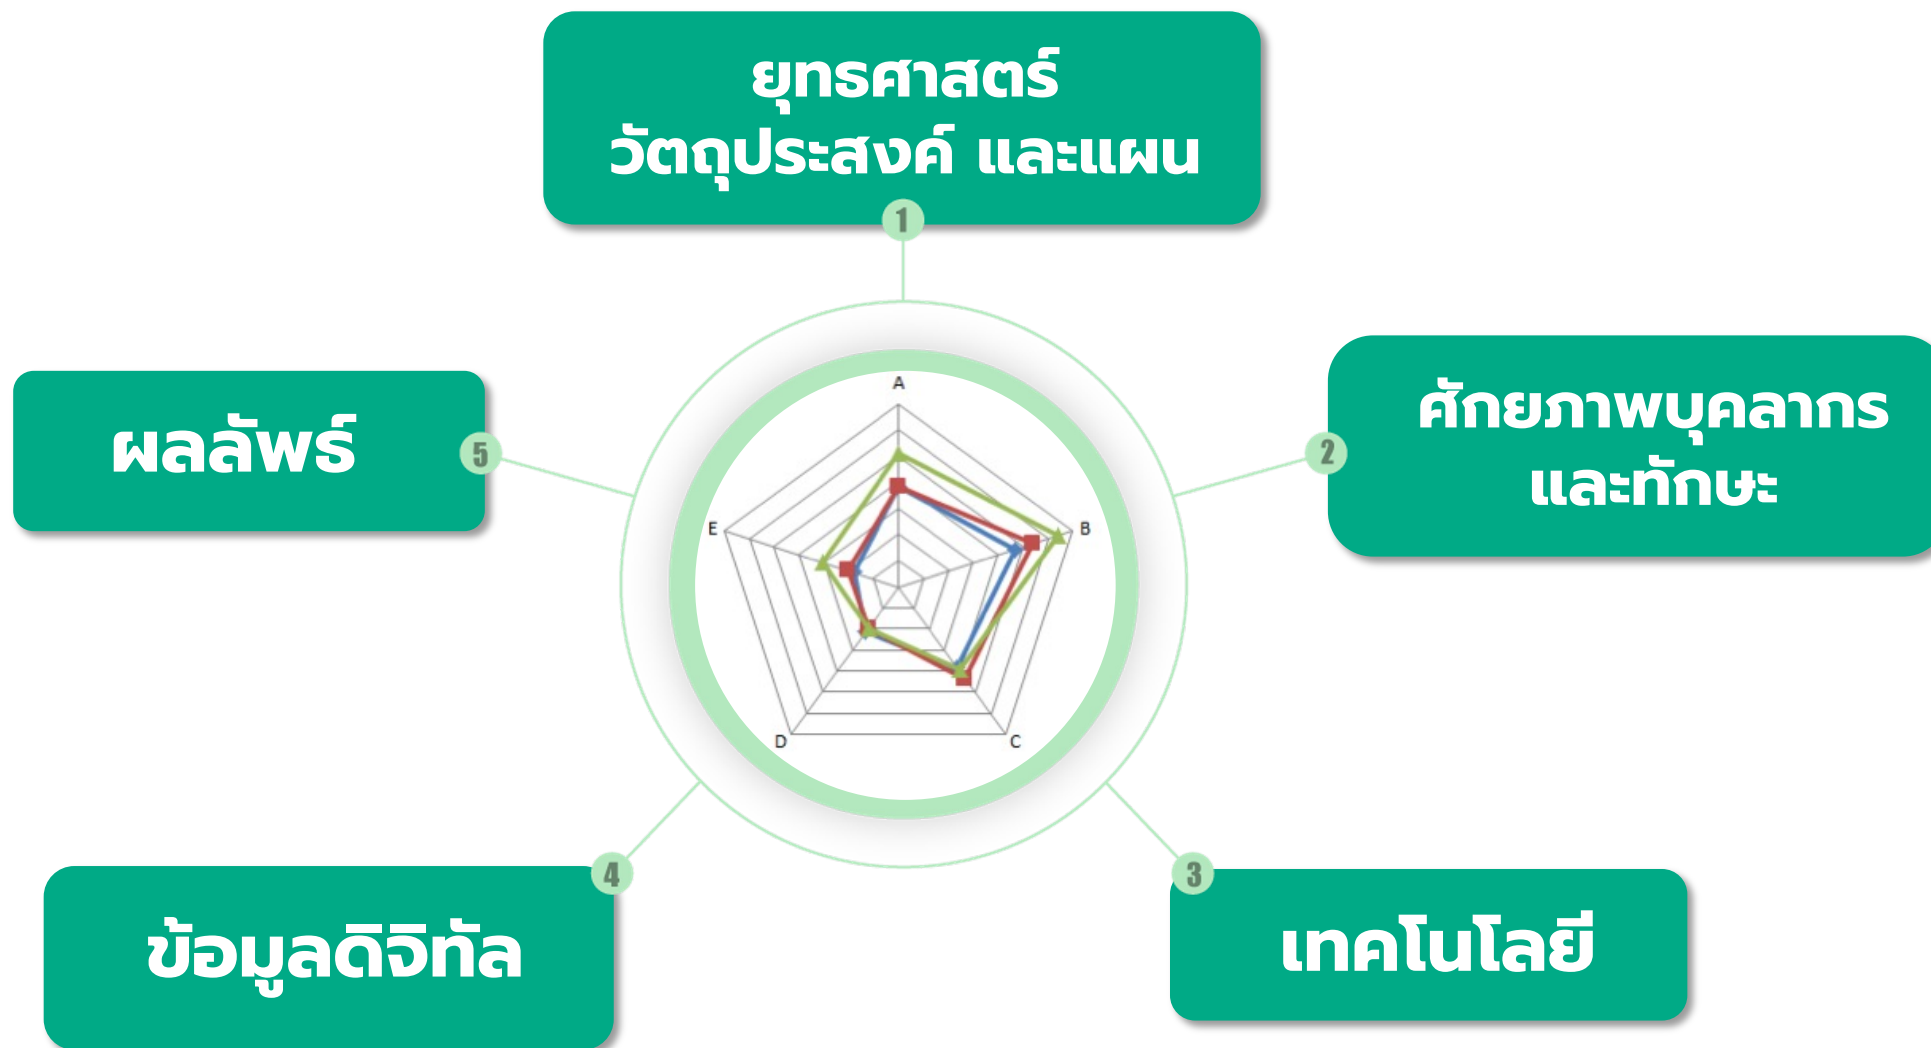 ยุทธศาสตร์
วัตถุประสงค์ และแผน
1
ศักยภาพบุคลากร
และทักษะ
2
เทคโนโลยี
3
ข้อมูลดิจิทัล
4
ผลลัพธ์
5
A
B
C
D
E